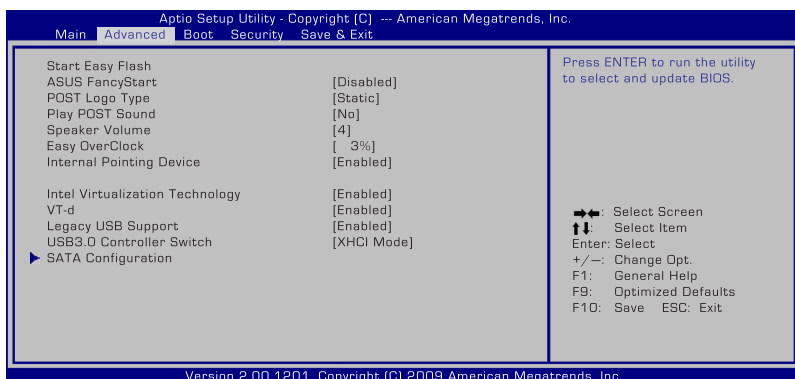 Aptio Setup Utility - Copyright [C] --- American Megatrends, Inc.
Main Advanced Boot Security Save & Exit
Start Easy Flash
ASUS FancyStart [Disabled]
POST Logo Type [Static]
Play POST Sound [No]
Speaker Volume [4]
Easy OverClock [ 3%]
Internal Pointing Device [Enabled]
Intel Virtualization Technology [Enabled]
VT-d [Enabled]
Legacy USB Support [Enabled]
USB3.0 Controller Switch [XHCI Mode]
SATA Configuration
Press ENTER to run the utility
to select and update BIOS.
➡⬅: Select Screen
⬆⬇: Select Item
Enter: Select
+/—: Change Opt.
F1: General Help
F9: Optimized Defaults
F10: Save ESC: Exit
Version 2.00.1201. Copyright (C) 2009 American Megatrends, Inc.